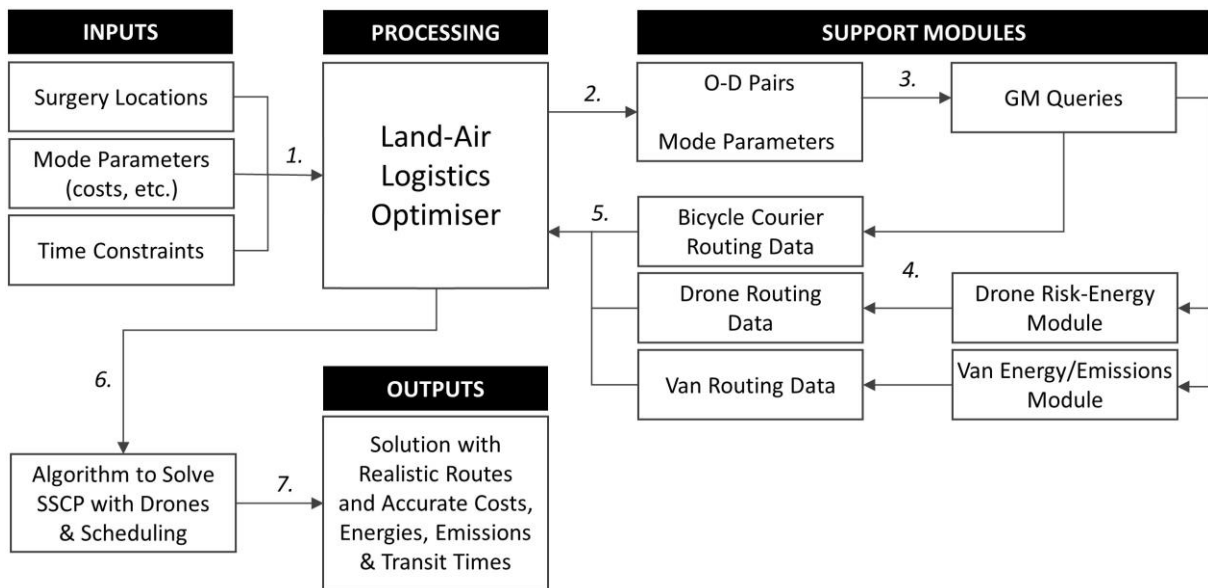 INPUTS
Surgery Locations
Mode Parameters
(costs, etc.)
Time Constraints
1.
PROCESSING
Land-Air
Logistics
Optimiser
2.
SUPPORT MODULES
O-D Pairs
Mode Parameters
3.
GM Queries
5.
Bicycle Courier
Routing Data
Drone Routing
Data
4.
Drone Risk-Energy
Module
Van Routing Data
Van Energy/Emissions
Module
6.
Algorithm to Solve
SSCP with Drones
& Scheduling
7.
OUTPUTS
Solution with
Realistic Routes
and Accurate Costs,
Energies, Emissions
& Transit Times